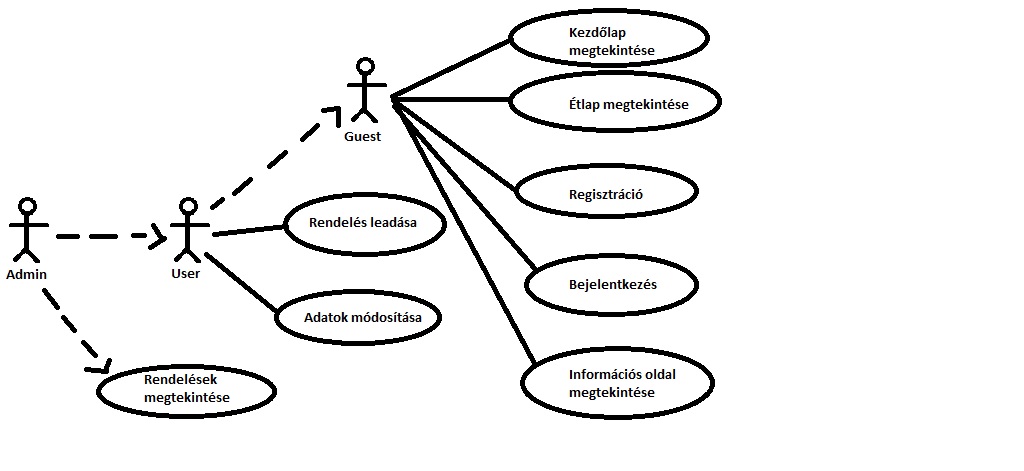 Kezdőlap
megtekintése
Étlap megtekintése
Guest
Regisztráció
Rendelés leadása
Admin
User
Bejelentkezés
Adatok módosítása
Rendelések
megtekintése
Információs oldal
megtekintése